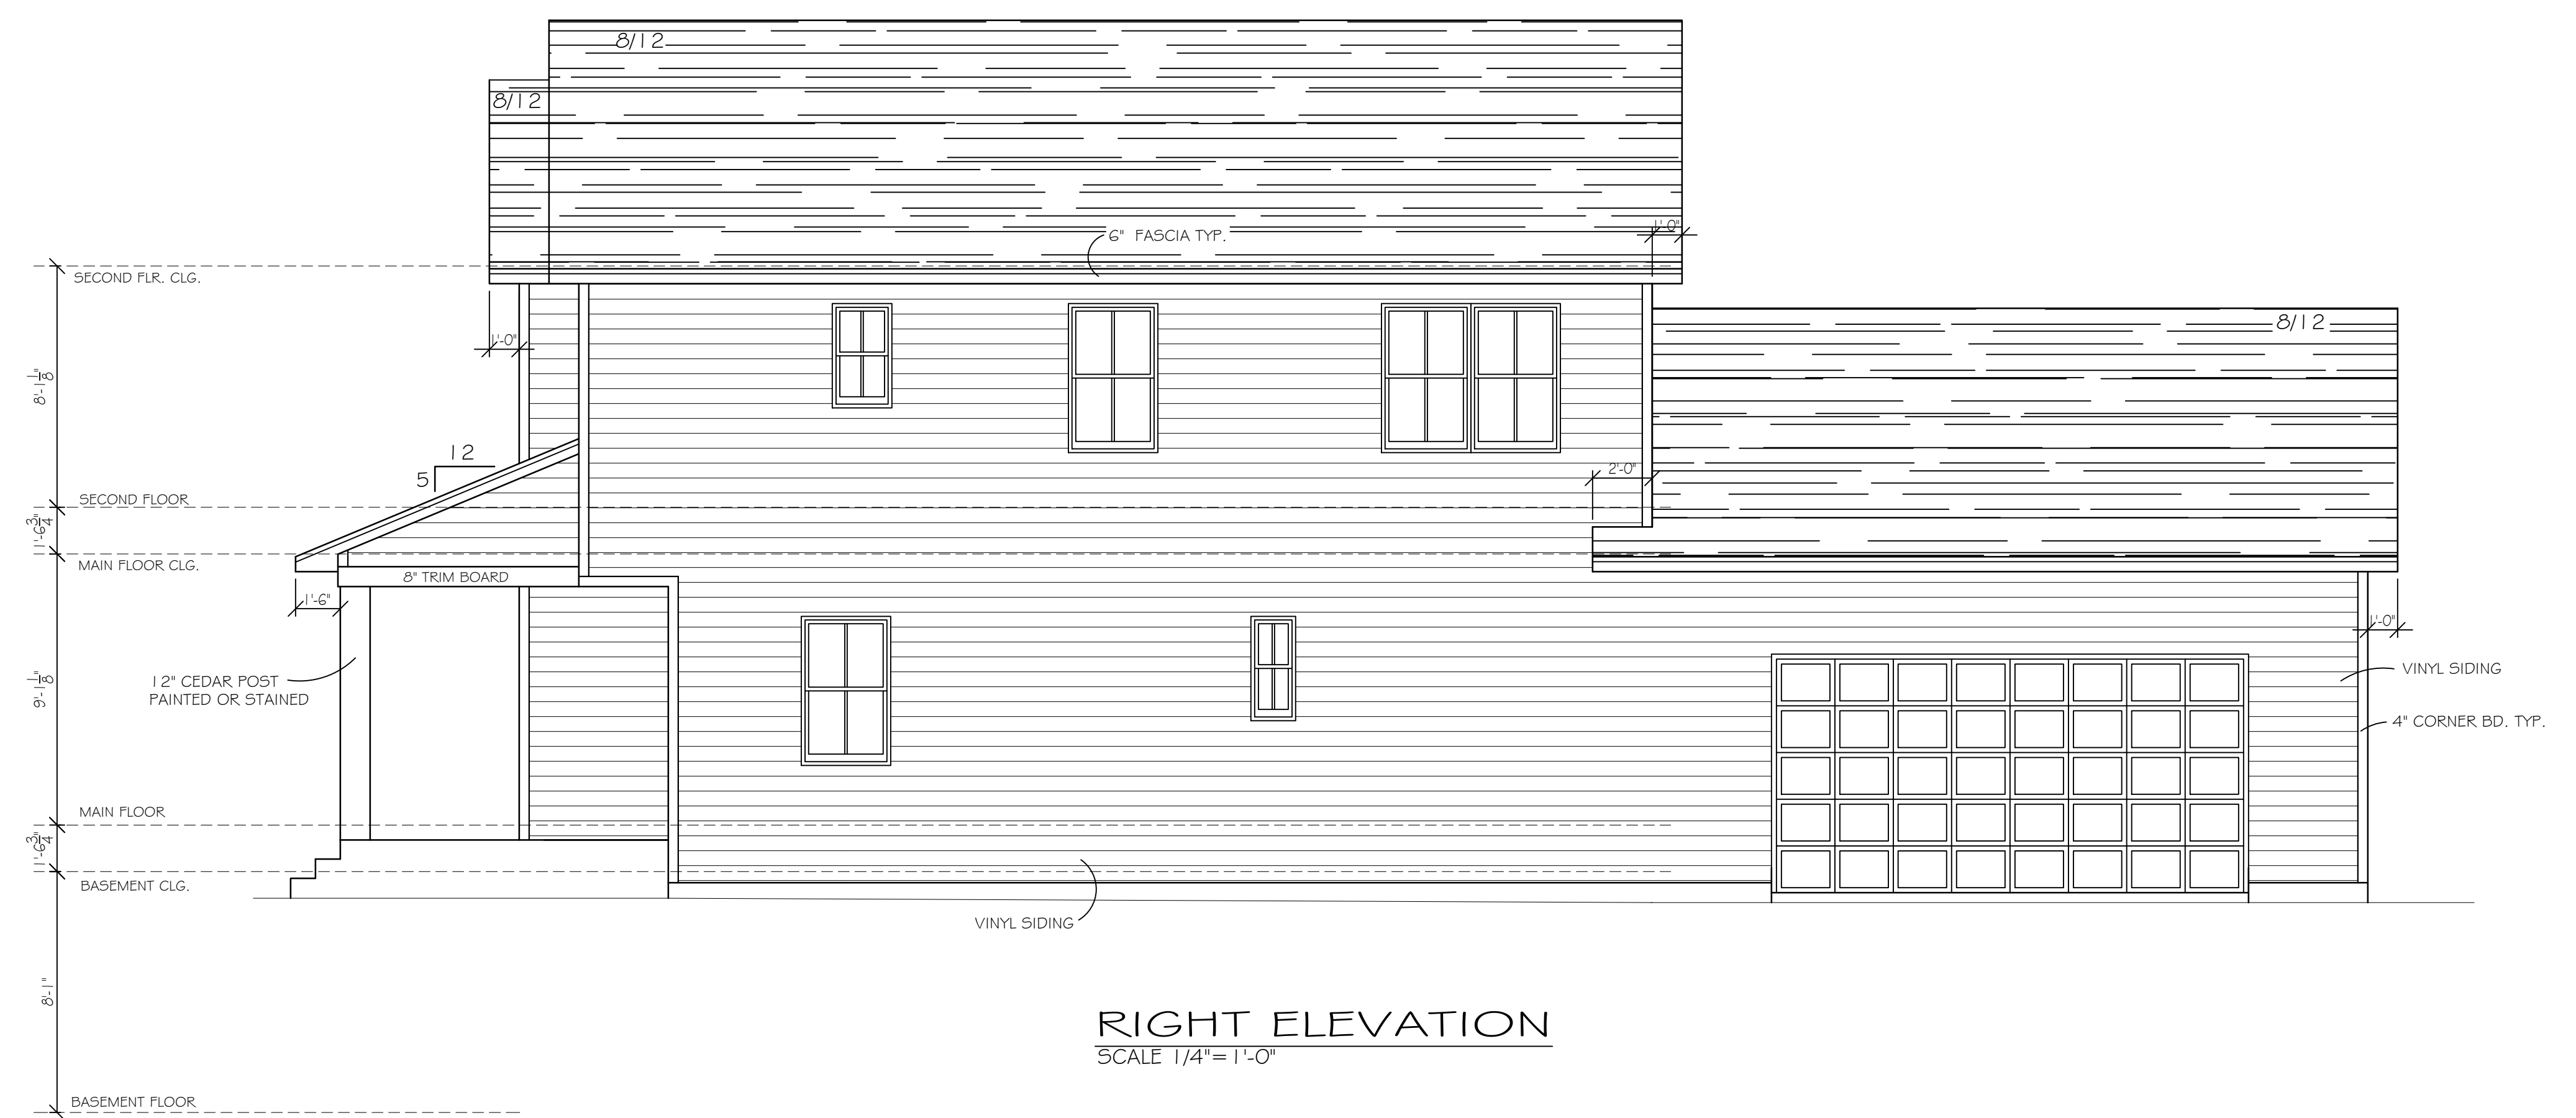 8/12
8/12
6" FASCIA TYP.
1'-0"
SECOND FLR. CLG.
8/12
1'-0"
8'-1 1/8"
12
5
2'-0"
SECOND FLOOR
1'-6 3/4"
MAIN FLOOR CLG.
8" TRIM BOARD
1'-6"
1'-0"
12" CEDAR POST
PAINTED OR STAINED
9'-1 1/8"
VINYL SIDING
4" CORNER BD. TYP.
MAIN FLOOR
1'-6 3/4"
BASEMENT CLG.
VINYL SIDING
8'-1"
RIGHT ELEVATION
SCALE 1/4"= 1'-0"
BASEMENT FLOOR